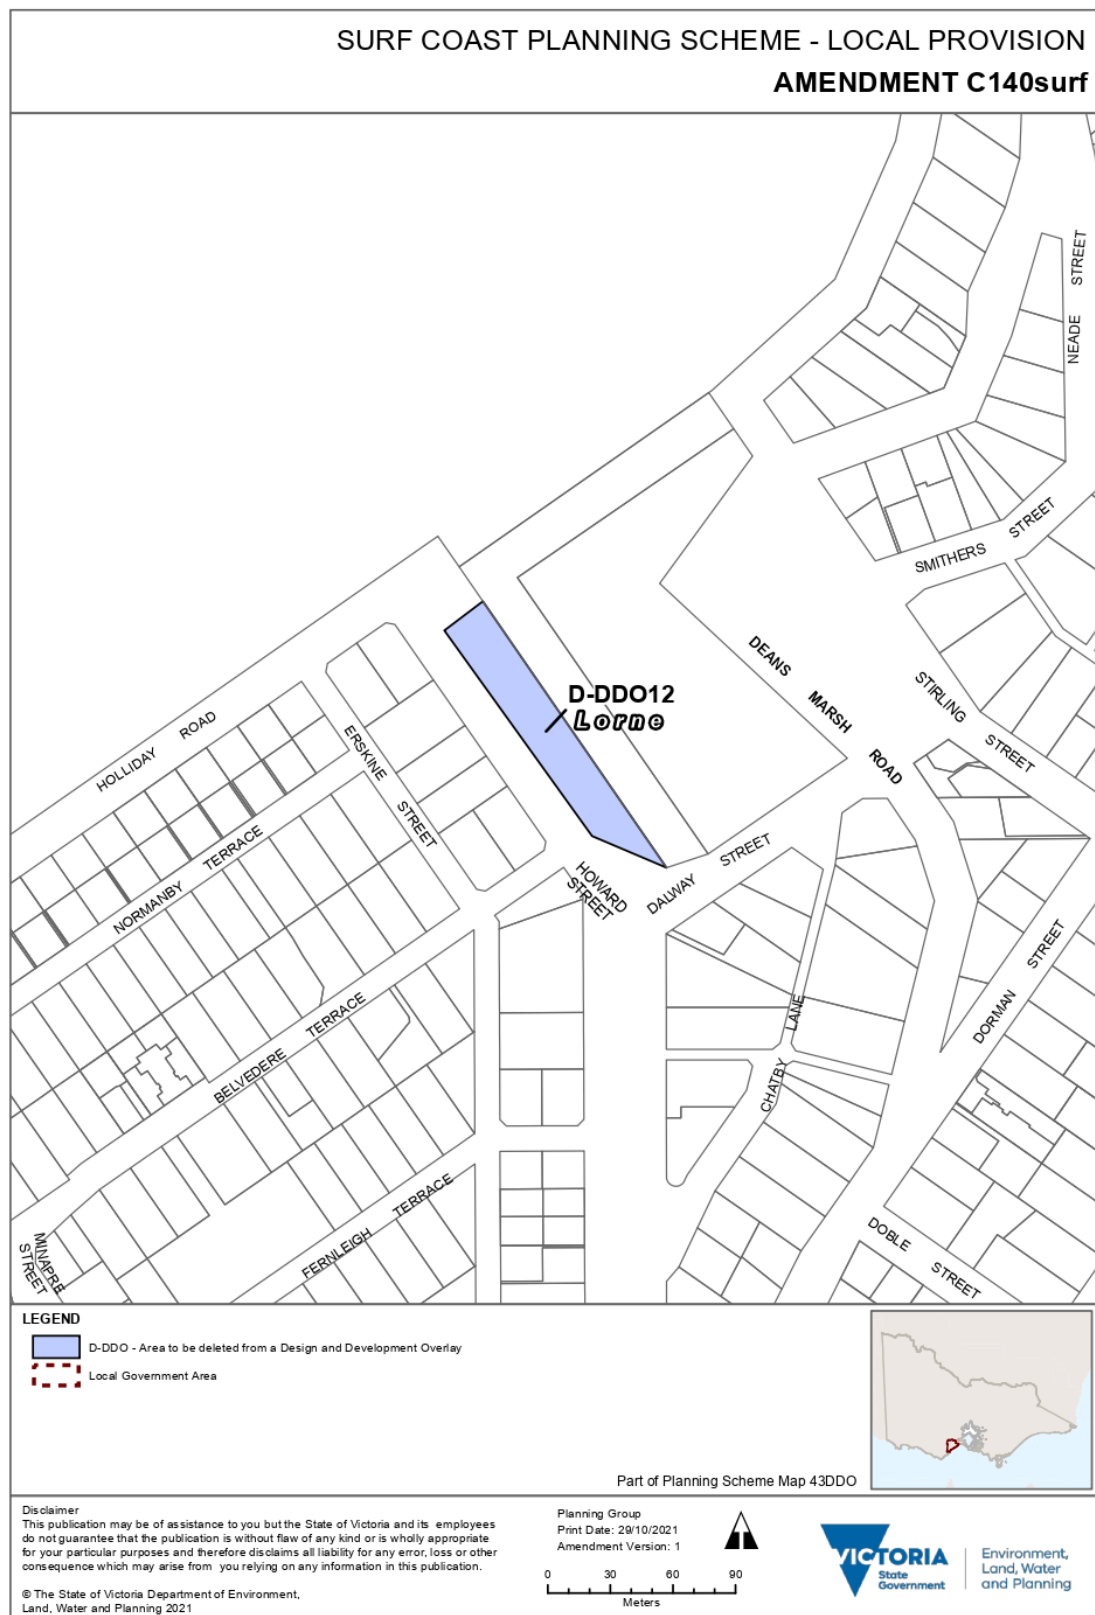 SURF COAST PLANNING SCHEME - LOCAL PROVISION
AMENDMENT C140surf
NEADE STREET
SMITHERS STREET
DEANS MARSH ROAD
STIRLING STREET
D-DDO12
Lorne
HOLLIDAY ROAD
ERSKINE STREET
NORMANBY TERRACE
HOWARD
STREET
DALWAY STREET
BELVEDERE TERRACE
CHATBY LANE
DORMAN STREET
FERNLEIGH TERRACE
MINAPRE
STREET
DOBLE STREET
LEGEND
D-DDO - Area to be deleted from a Design and Development Overlay
Local Government Area
Part of Planning Scheme Map 43DDO
Disclaimer
This publication may be of assistance to you but the State of Victoria and its employees
do not guarantee that the publication is without flaw of any kind or is wholly appropriate
for your particular purposes and therefore disclaims all liability for any error, loss or other
consequence which may arise from you relying on any information in this publication.
© The State of Victoria Department of Environment,
Land, Water and Planning 2021
Planning Group
Print Date: 29/10/2021
Amendment Version: 1
0 30 60 90
Meters
VICTORIA
State
Government
Environment,
Land, Water
and Planning